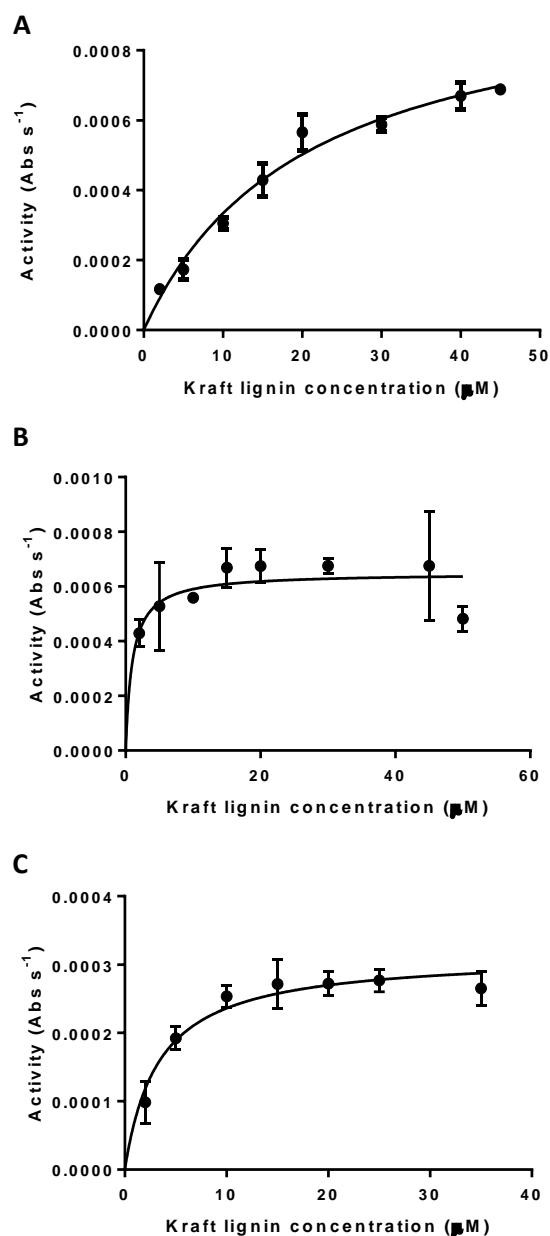 A
0.0008
0.0006
0.0004
0.0002
0.0000
Activity (Abs s⁻¹)
0 10 20 30 40 50
Kraft lignin concentration (μM)
B
0.0010
0.0008
0.0006
0.0004
0.0002
0.0000
Activity (Abs s⁻¹)
0 20 40 60
Kraft lignin concentration (μM)
C
0.0004
0.0003
0.0002
0.0001
0.0000
Activity (Abs s⁻¹)
0 10 20 30 40
Kraft lignin concentration (μM)